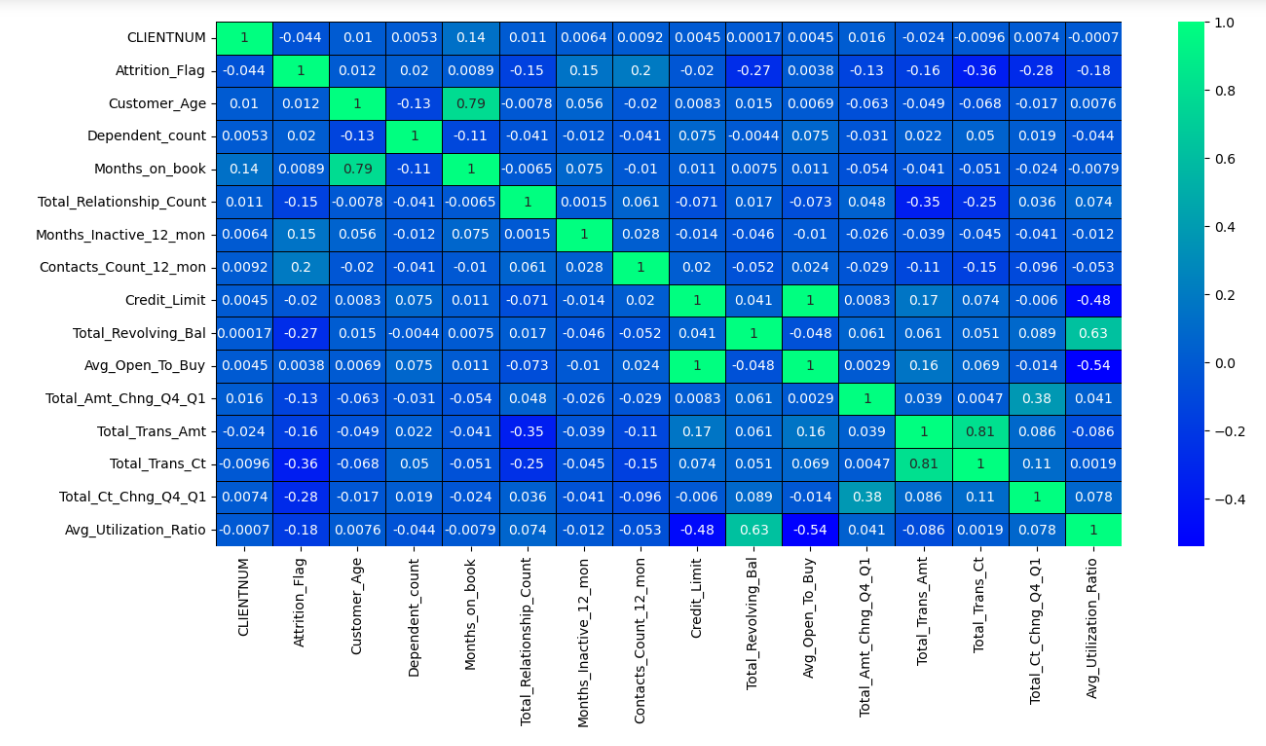 CLIENTNUM 1 -0.044 0.01 0.0053 0.14 0.011 0.0064 0.0092 0.0045 0.00017 0.0045 0.016 -0.024 -0.0096 0.0074 -0.0007 1.0
Attrition_Flag -0.044 1 0.012 0.02 0.0089 -0.15 0.15 0.2 -0.02 -0.27 0.0038 -0.13 -0.16 -0.36 -0.28 -0.18
Customer_Age 0.01 0.012 1 -0.13 0.79 -0.0078 0.056 -0.02 0.0083 0.015 0.0069 -0.063 -0.049 -0.068 -0.017 0.0076 0.8
Dependent_count 0.0053 0.02 -0.13 1 -0.11 -0.041 -0.012 -0.041 0.075 -0.0044 0.075 -0.031 0.022 0.05 0.019 -0.044
Months_on_book 0.14 0.0089 0.79 -0.11 1 -0.0065 0.075 -0.01 0.011 0.0075 0.011 -0.054 -0.041 -0.051 -0.024 -0.0079 0.6
Total_Relationship_Count 0.011 -0.15 -0.0078 -0.041 -0.0065 1 0.0015 0.061 -0.071 0.017 -0.073 0.048 -0.35 -0.25 0.036 0.074
Months_Inactive_12_mon 0.0064 0.15 0.056 -0.012 0.075 0.0015 1 0.028 -0.014 -0.046 -0.01 -0.026 -0.039 -0.045 -0.041 -0.012 0.4
Contacts_Count_12_mon 0.0092 0.2 -0.02 -0.041 -0.01 0.061 0.028 1 0.02 -0.052 0.024 -0.029 -0.11 -0.15 -0.096 -0.053
Credit_Limit 0.0045 -0.02 0.0083 0.075 0.011 -0.071 -0.014 0.02 1 0.041 1 0.0083 0.17 0.074 -0.006 -0.48 0.2
Total_Revolving_Bal 0.00017 -0.27 0.015 -0.0044 0.0075 0.017 -0.046 -0.052 0.041 1 -0.048 0.061 0.061 0.051 0.089 0.63
Avg_Open_To_Buy 0.0045 0.0038 0.0069 0.075 0.011 -0.073 -0.01 0.024 1 -0.048 1 0.0029 0.16 0.069 -0.014 -0.54 0.0
Total_Amt_Chng_Q4_Q1 0.016 -0.13 -0.063 -0.031 -0.054 0.048 -0.026 -0.029 0.0083 0.061 0.0029 1 0.039 0.0047 0.38 0.041
Total_Trans_Amt -0.024 -0.16 -0.049 0.022 -0.041 -0.35 -0.039 -0.11 0.17 0.061 0.16 0.039 1 0.81 0.086 -0.086 −0.2
Total_Trans_Ct -0.0096 -0.36 -0.068 0.05 -0.051 -0.25 -0.045 -0.15 0.074 0.051 0.069 0.0047 0.81 1 0.11 0.0019
Total_Ct_Chng_Q4_Q1 0.0074 -0.28 -0.017 0.019 -0.024 0.036 -0.041 -0.096 -0.006 0.089 -0.014 0.38 0.086 0.11 1 0.078 −0.4
Avg_Utilization_Ratio -0.0007 -0.18 0.0076 -0.044 -0.0079 0.074 -0.012 -0.053 -0.48 0.63 -0.54 0.041 -0.086 0.0019 0.078 1
CLIENTNUM
Attrition_Flag
Customer_Age
Dependent_count
Months_on_book
Total_Relationship_Count
Months_Inactive_12_mon
Contacts_Count_12_mon
Credit_Limit
Total_Revolving_Bal
Avg_Open_To_Buy
Total_Amt_Chng_Q4_Q1
Total_Trans_Amt
Total_Trans_Ct
Total_Ct_Chng_Q4_Q1
Avg_Utilization_Ratio